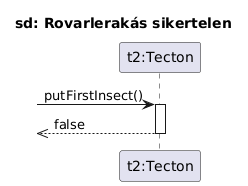 sd: Rovarlerakás sikertelen
t2:Tecton
putFirstInsect()
false
t2:Tecton